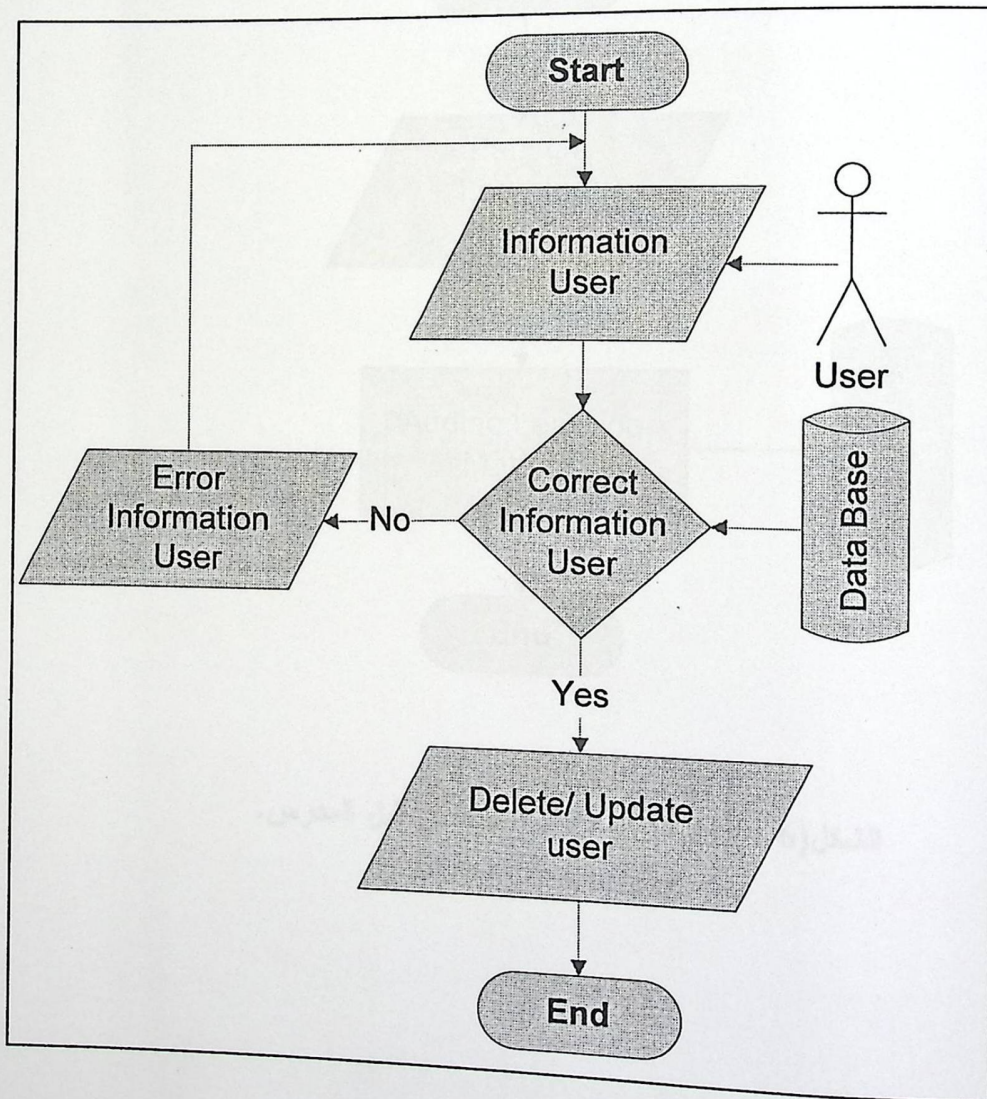 Start
Information
User
User
Error
Information
User
No
Correct
Information
User
Data Base
Yes
Delete/ Update
user
End